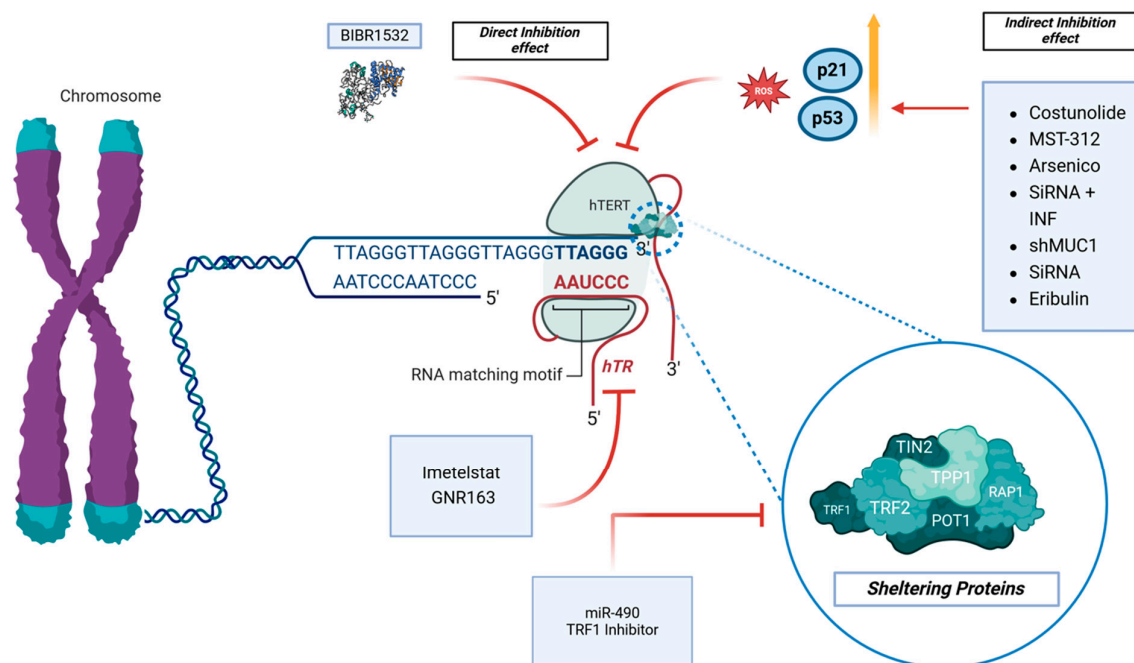 BIBR1532
Direct Inhibition
effect
Indirect Inhibition
effect
Chromosome
ROS
p21
p53
• Costunolide
• MST-312
• Arsenico
• SiRNA +
INF
• shMUC1
• SiRNA
• Eribulin
hTERT
TTAGGGTTAGGGTTAGGGTTAGGG
3'
AATCCCAATCCC
5'
AAUCCC
RNA matching motif
hTR
3'
5'
Imetelstat
GNR163
TIN2
TPP1
TRF1
TRF2
RAP1
POT1
Sheltering Proteins
miR-490
TRF1 Inhibitor